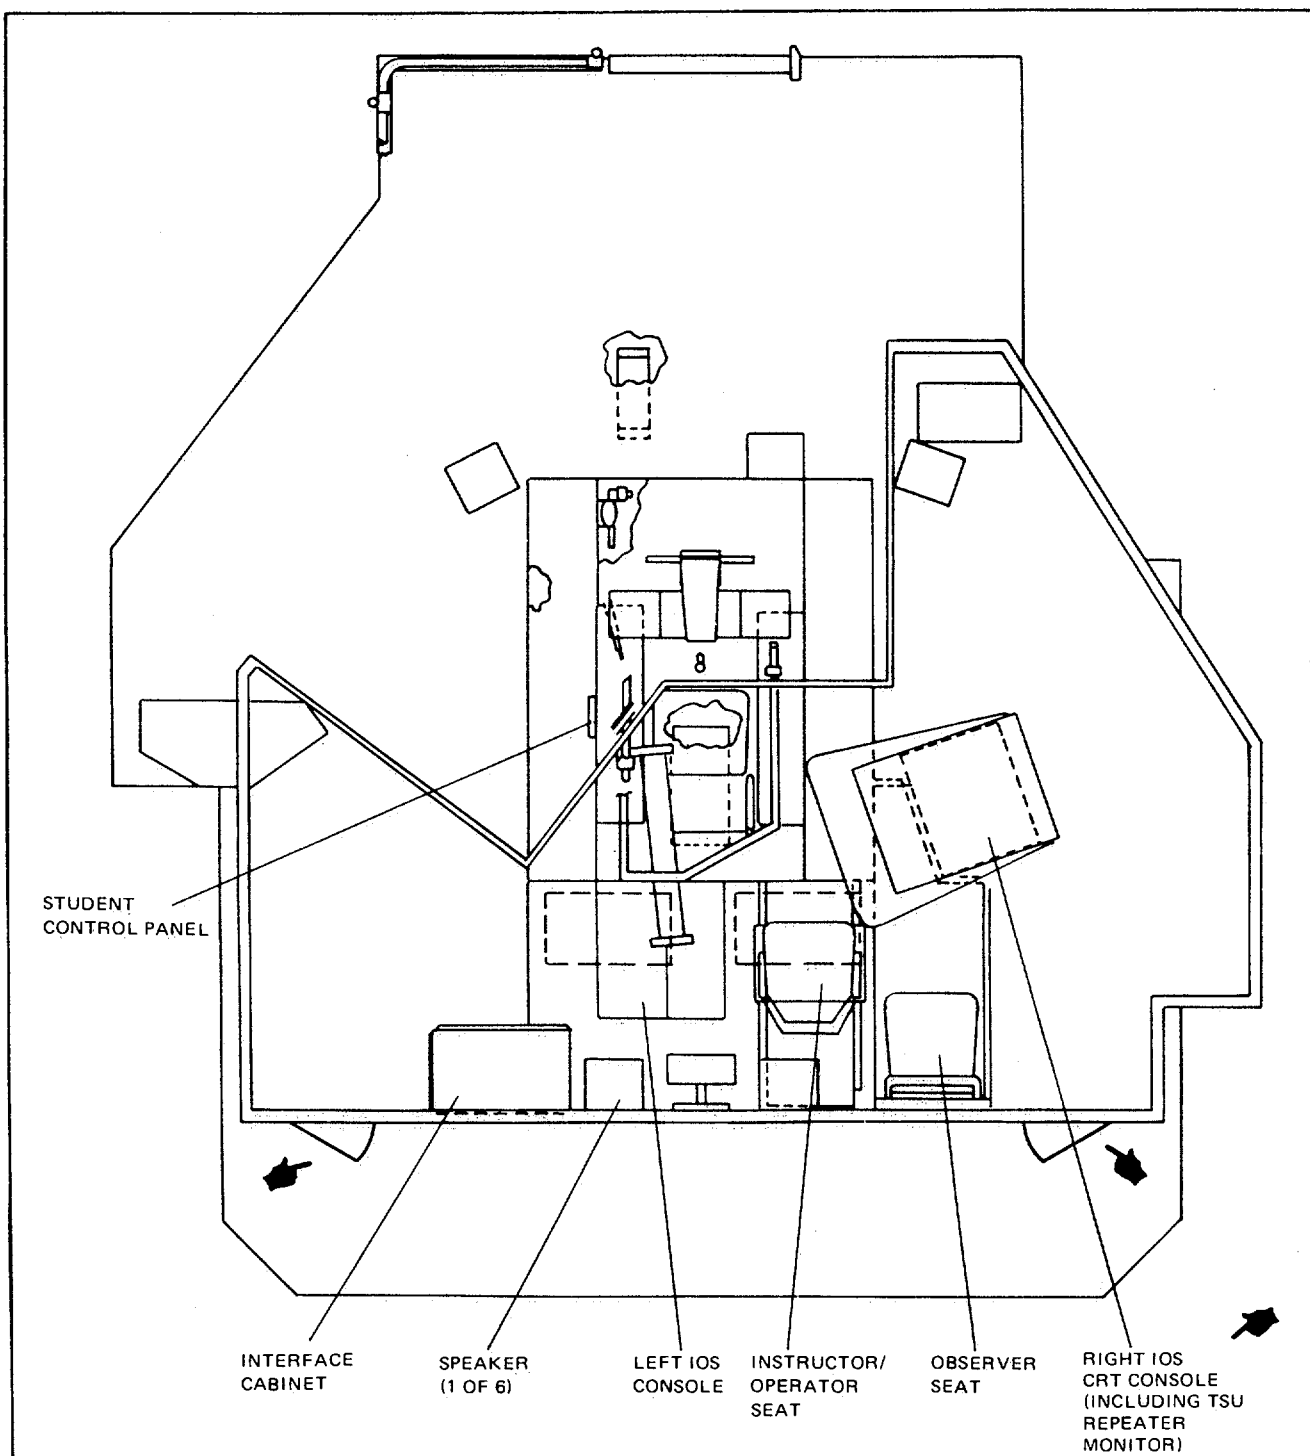 STUDENT
CONTROL PANEL
INTERFACE
CABINET
SPEAKER
(1 OF 6)
LEFT IOS
CONSOLE
INSTRUCTOR/
OPERATOR
SEAT
OBSERVER
SEAT
RIGHT IOS
CRT CONSOLE
(INCLUDING TSU
REPEATER
MONITOR)